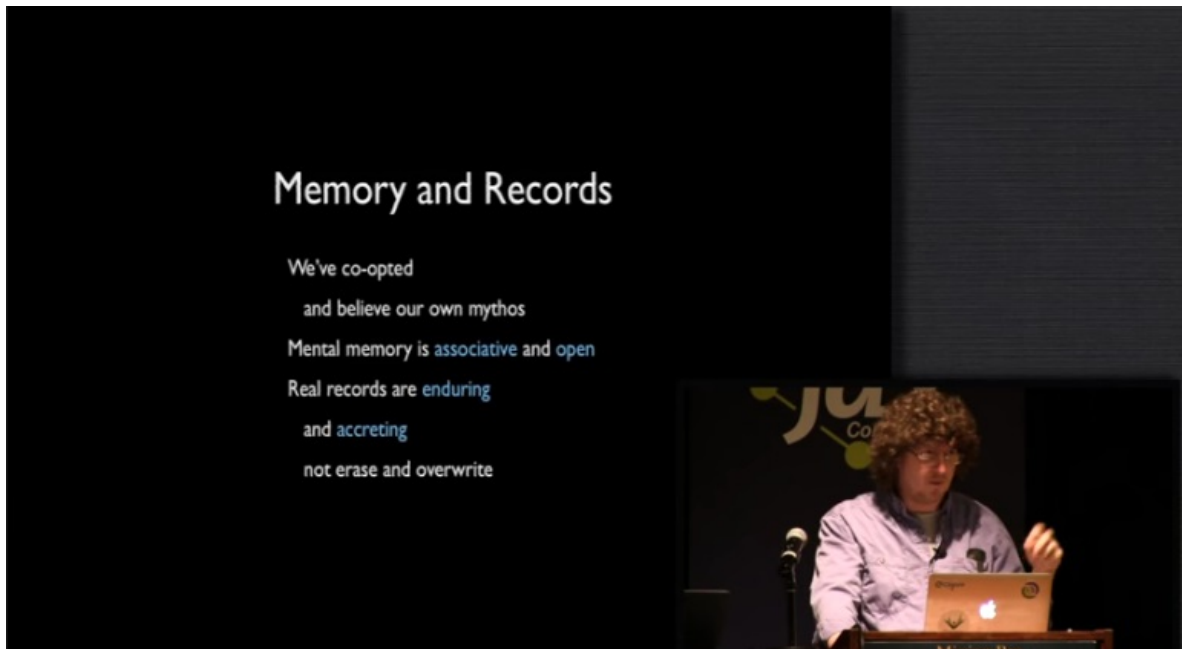 Memory and Records
We've co-opted
and believe our own mythos
Mental memory is associative and open
Real records are enduring
and accreting
not erase and overwrite